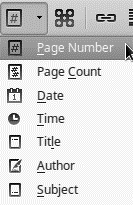 Page Number
Page Count
Date
Time
Title
Author
Subject